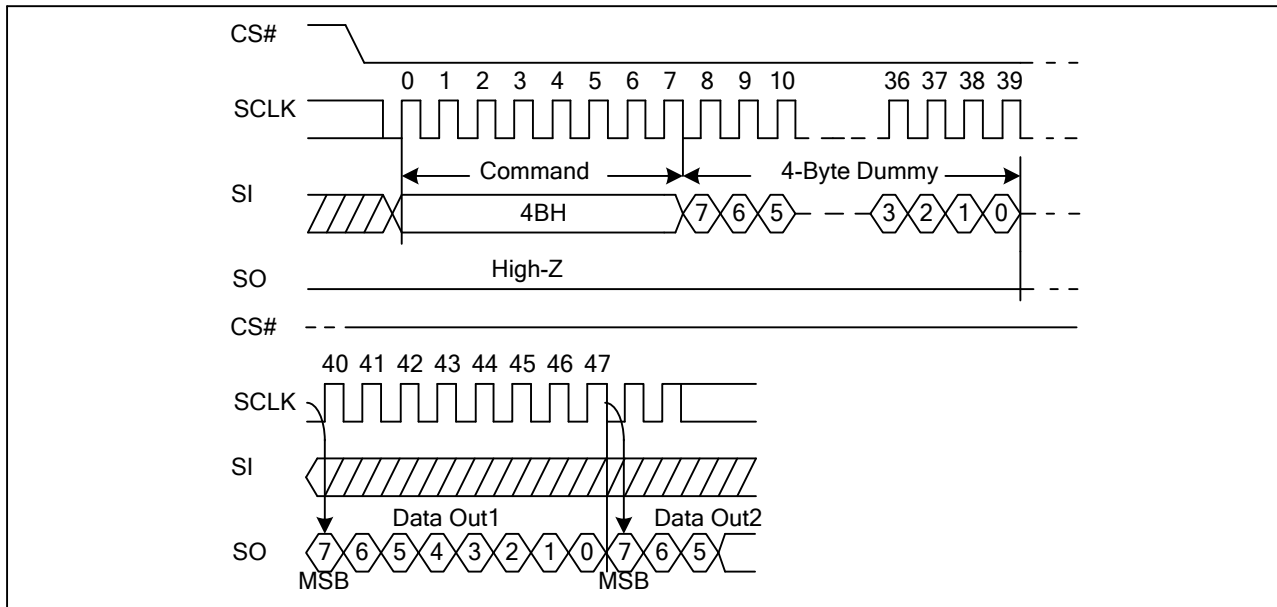 CS#
0 1 2 3 4 5 6 7 8 9 10 36 37 38 39
SCLK
Command 4-Byte Dummy
SI
4BH 7 6 5 3 2 1 0
High-Z
SO
CS#
40 41 42 43 44 45 46 47
SCLK
SI
Data Out1 Data Out2
SO 7 6 5 4 3 2 1 0 7 6 5
MSB MSB